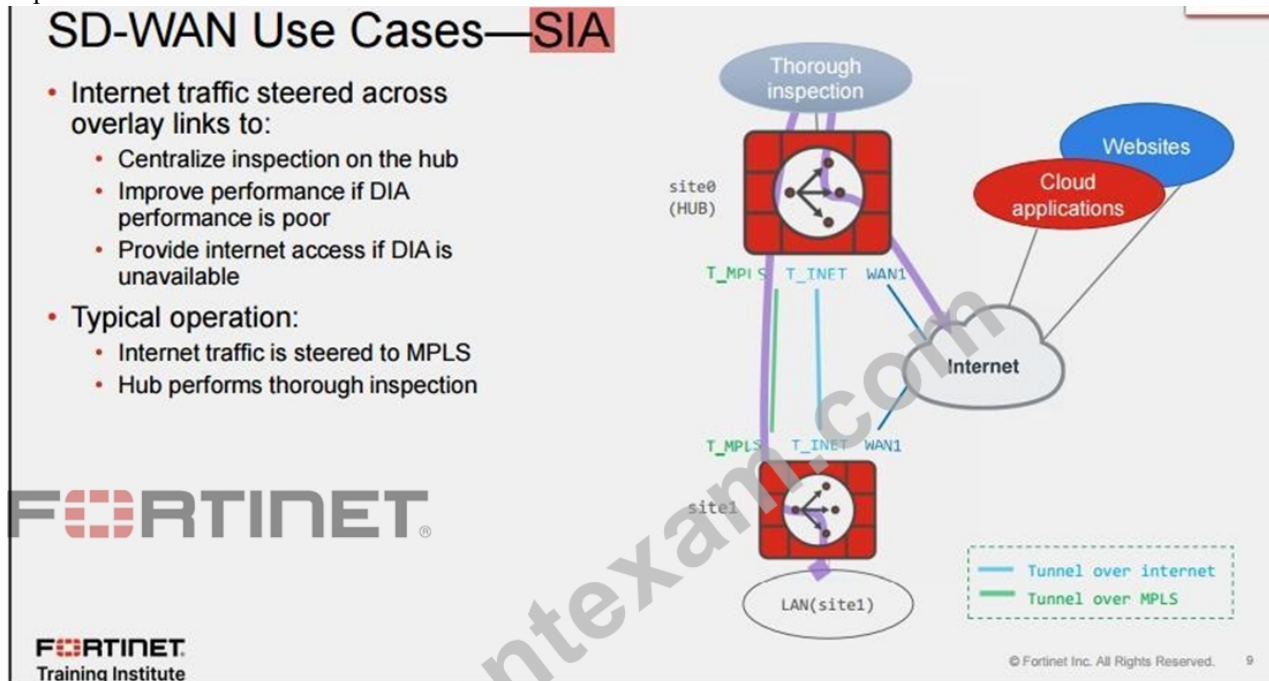 SD-WAN Use Cases—SIA
• Internet traffic steered across
overlay links to:
• Centralize inspection on the hub
• Improve performance if DIA
performance is poor
• Provide internet access if DIA is
unavailable
• Typical operation:
• Internet traffic is steered to MPLS
• Hub performs thorough inspection
Thorough
inspection
Websites
Cloud
applications
site0
(HUB)
T_MPLS T_INET WAN1
Internet
T_MPLS T_INET WAN1
site1
LAN(site1)
Tunnel over internet
Tunnel over MPLS
FORTINET®
ntexam.com
FORTINET
Training Institute
© Fortinet Inc. All Rights Reserved. 9